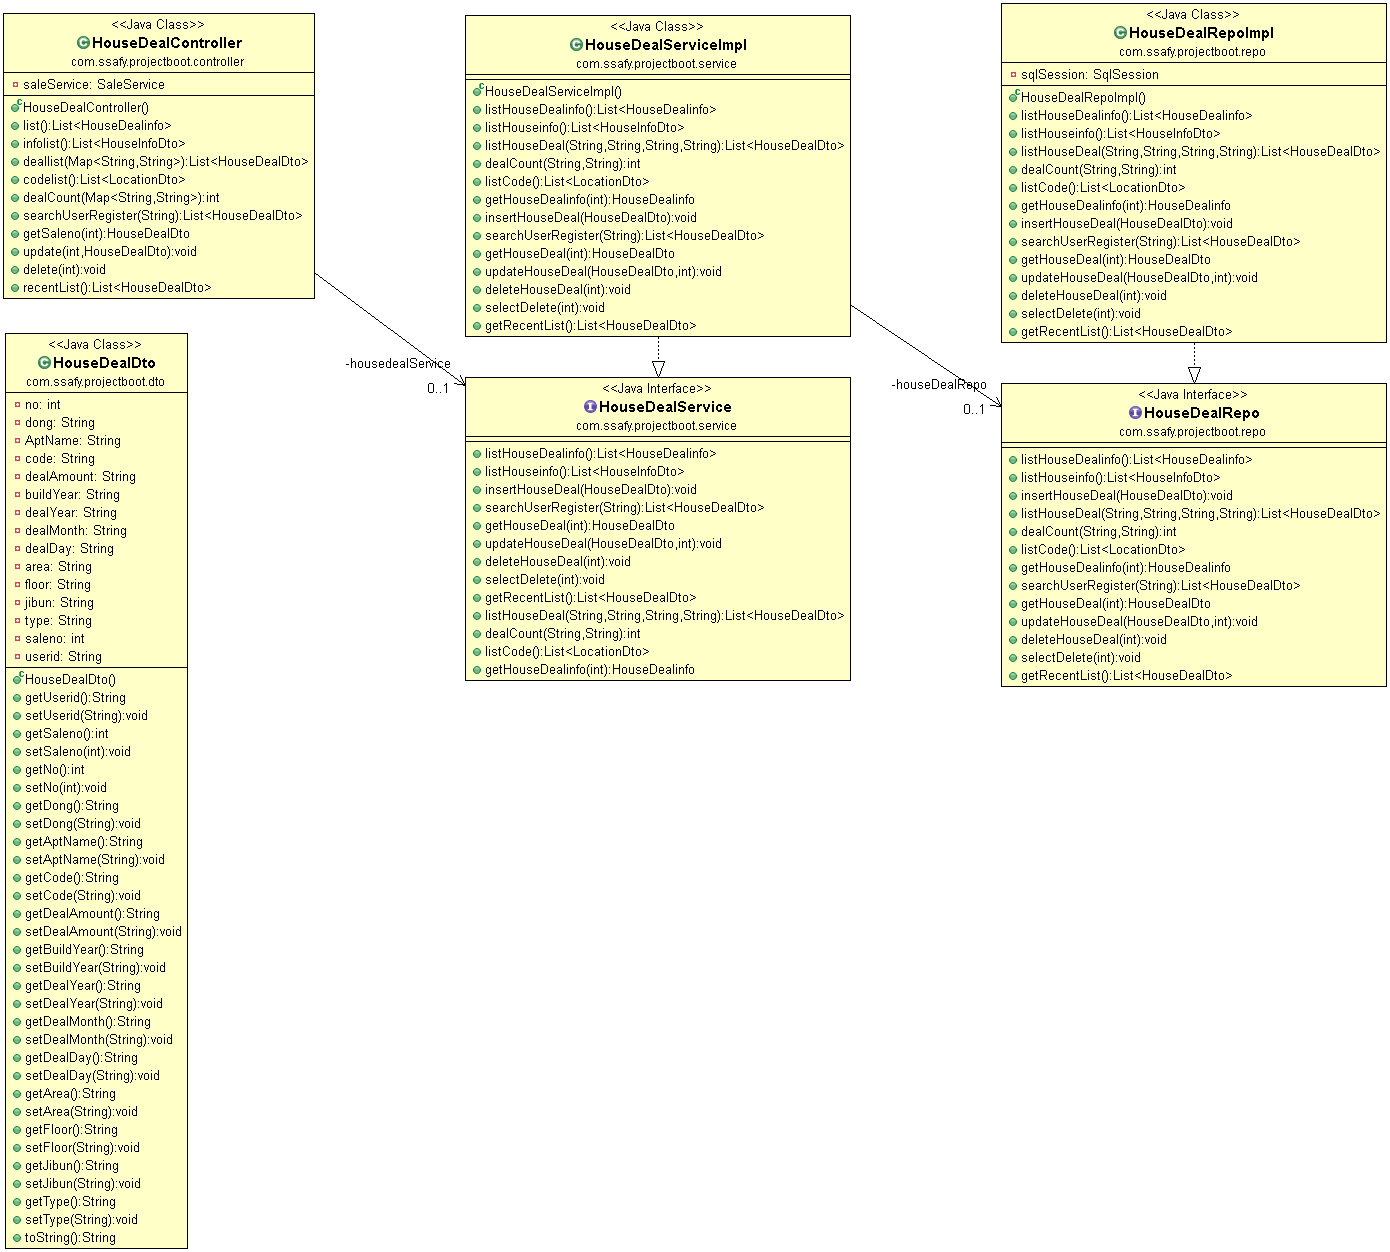 <<Java Class>>
HouseDealController
com.ssafy.projectboot.controller
saleService: SaleService
HouseDealController()
list():List<HouseDealinfo>
infolist():List<HouseInfoDto>
deallist(Map<String,String>):List<HouseDealDto>
codelist():List<LocationDto>
dealCount(Map<String,String>):int
searchUserRegister(String):List<HouseDealDto>
getSaleno(int):HouseDealDto
update(int,HouseDealDto):void
delete(int):void
recentList():List<HouseDealDto>
<<Java Class>>
HouseDealServiceImpl
com.ssafy.projectboot.service
HouseDealServiceImpl()
listHouseDealinfo():List<HouseDealinfo>
listHouseinfo():List<HouseInfoDto>
listHouseDeal(String,String,String,String):List<HouseDealDto>
dealCount(String,String):int
listCode():List<LocationDto>
getHouseDealinfo(int):HouseDealinfo
insertHouseDeal(HouseDealDto):void
searchUserRegister(String):List<HouseDealDto>
getHouseDeal(int):HouseDealDto
updateHouseDeal(HouseDealDto,int):void
deleteHouseDeal(int):void
selectDelete(int):void
getRecentList():List<HouseDealDto>
<<Java Class>>
HouseDealRepoImpl
com.ssafy.projectboot.repo
sqlSession: SqlSession
HouseDealRepoImpl()
listHouseDealinfo():List<HouseDealinfo>
listHouseinfo():List<HouseInfoDto>
listHouseDeal(String,String,String,String):List<HouseDealDto>
dealCount(String,String):int
listCode():List<LocationDto>
getHouseDealinfo(int):HouseDealinfo
insertHouseDeal(HouseDealDto):void
searchUserRegister(String):List<HouseDealDto>
getHouseDeal(int):HouseDealDto
updateHouseDeal(HouseDealDto,int):void
deleteHouseDeal(int):void
selectDelete(int):void
getRecentList():List<HouseDealDto>
<<Java Class>>
HouseDealDto
com.ssafy.projectboot.dto
no: int
dong: String
AptName: String
code: String
dealAmount: String
buildYear: String
dealYear: String
dealMonth: String
dealDay: String
area: String
floor: String
jibun: String
type: String
saleno: int
userid: String
HouseDealDto()
getUserid():String
setUserid(String):void
getSaleno():int
setSaleno(int):void
getNo():int
setNo(int):void
getDong():String
setDong(String):void
getAptName():String
setAptName(String):void
getCode():String
setCode(String):void
getDealAmount():String
setDealAmount(String):void
getBuildYear():String
setBuildYear(String):void
getDealYear():String
setDealYear(String):void
getDealMonth():String
setDealMonth(String):void
getDealDay():String
setDealDay(String):void
getArea():String
setArea(String):void
getFloor():String
setFloor(String):void
getJibun():String
setJibun(String):void
getType():String
setType(String):void
toString():String
-housedealService
0..1
<<Java Interface>>
HouseDealService
com.ssafy.projectboot.service
listHouseDealinfo():List<HouseDealinfo>
listHouseinfo():List<HouseInfoDto>
insertHouseDeal(HouseDealDto):void
searchUserRegister(String):List<HouseDealDto>
getHouseDeal(int):HouseDealDto
updateHouseDeal(HouseDealDto,int):void
deleteHouseDeal(int):void
selectDelete(int):void
getRecentList():List<HouseDealDto>
listHouseDeal(String,String,String,String):List<HouseDealDto>
dealCount(String,String):int
listCode():List<LocationDto>
getHouseDealinfo(int):HouseDealinfo
-houseDealRepo
0..1
<<Java Interface>>
HouseDealRepo
com.ssafy.projectboot.repo
listHouseDealinfo():List<HouseDealinfo>
listHouseinfo():List<HouseInfoDto>
insertHouseDeal(HouseDealDto):void
listHouseDeal(String,String,String,String):List<HouseDealDto>
dealCount(String,String):int
listCode():List<LocationDto>
getHouseDealinfo(int):HouseDealinfo
searchUserRegister(String):List<HouseDealDto>
getHouseDeal(int):HouseDealDto
updateHouseDeal(HouseDealDto,int):void
deleteHouseDeal(int):void
selectDelete(int):void
getRecentList():List<HouseDealDto>